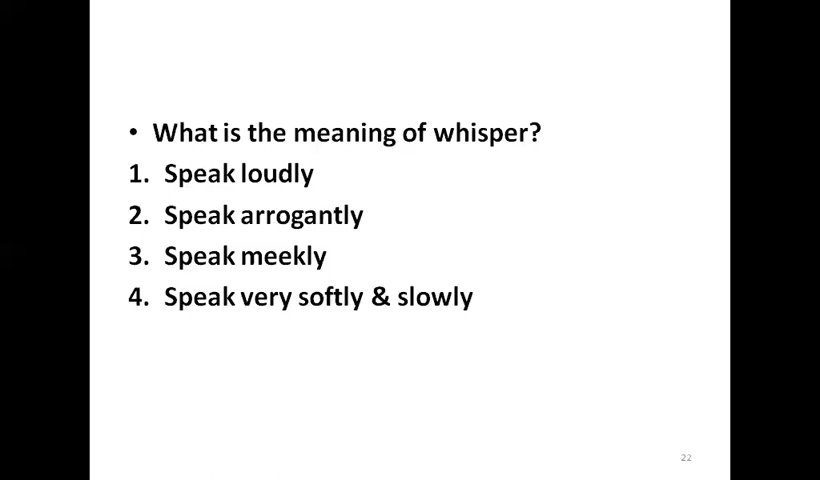 • What is the meaning of whisper?
1. Speak loudly
2. Speak arrogantly
3. Speak meekly
4. Speak very softly & slowly
22